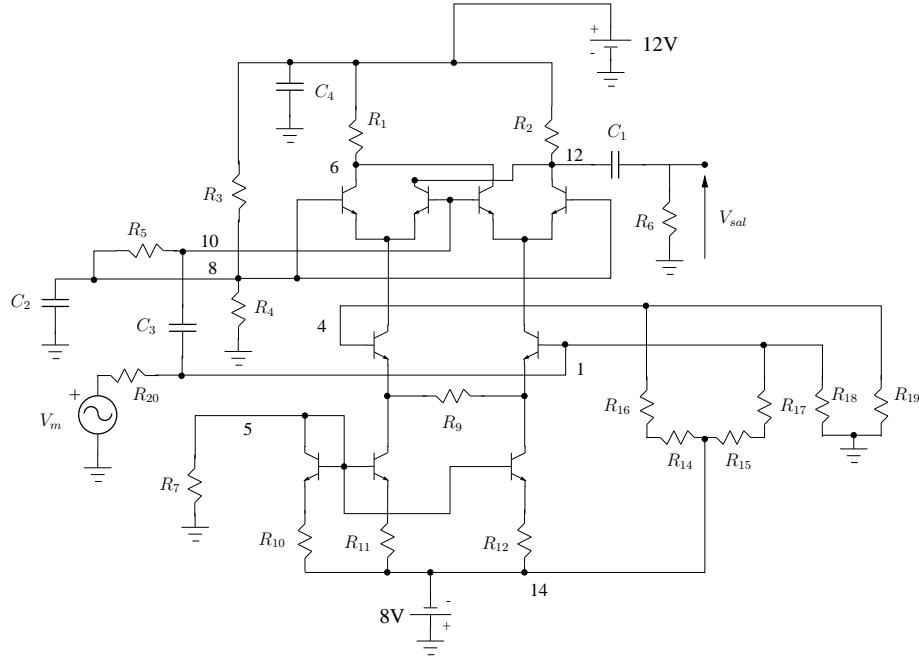 +
-
12V
C4
R1
R2
C1
6
12
R3
R6
Vsal
R5
10
8
C2
C3
R4
4
1
+
R20
Vm
R9
R16
R17
R18
R19
R14
R15
5
R7
R10
R11
R12
14
8V
-
+